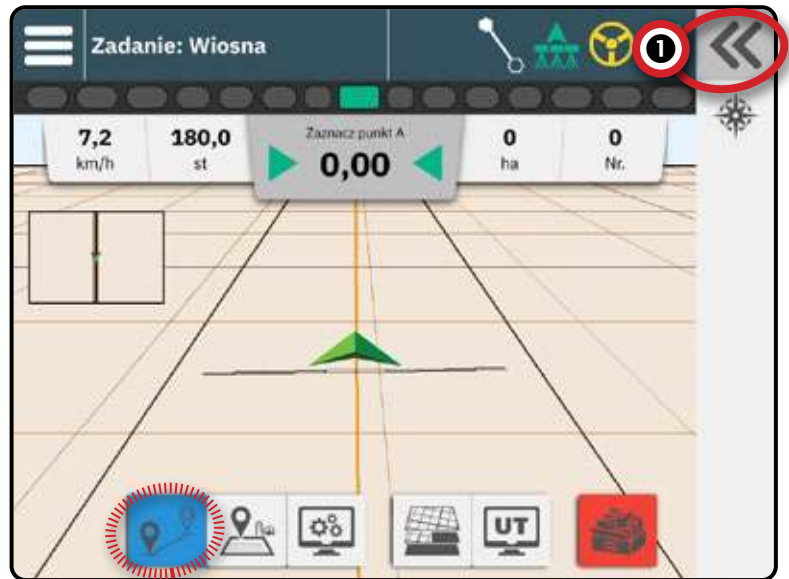 Zadanie: Wiosna
1
7,2
km/h
180,0
st
Zaznacz punkt A
0,00
0
ha
0
Nr.
UT